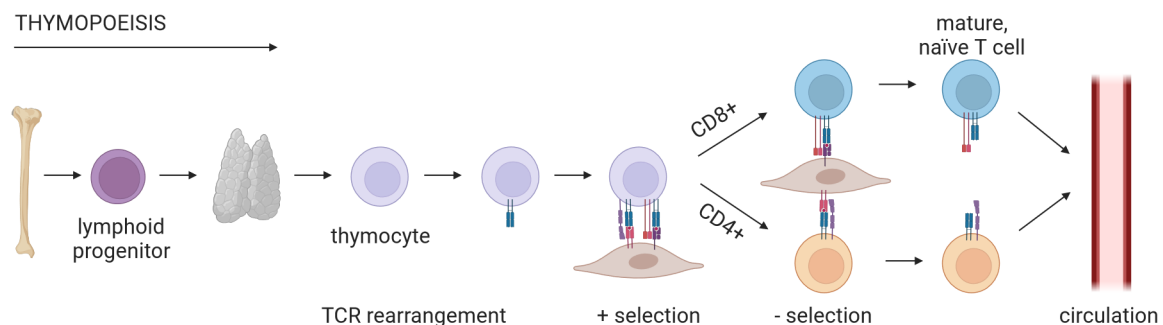 THYMOPOEISIS
mature,
naïve T cell
CD8+
CD4+
lymphoid
progenitor
thymocyte
TCR rearrangement
+ selection
- selection
circulation